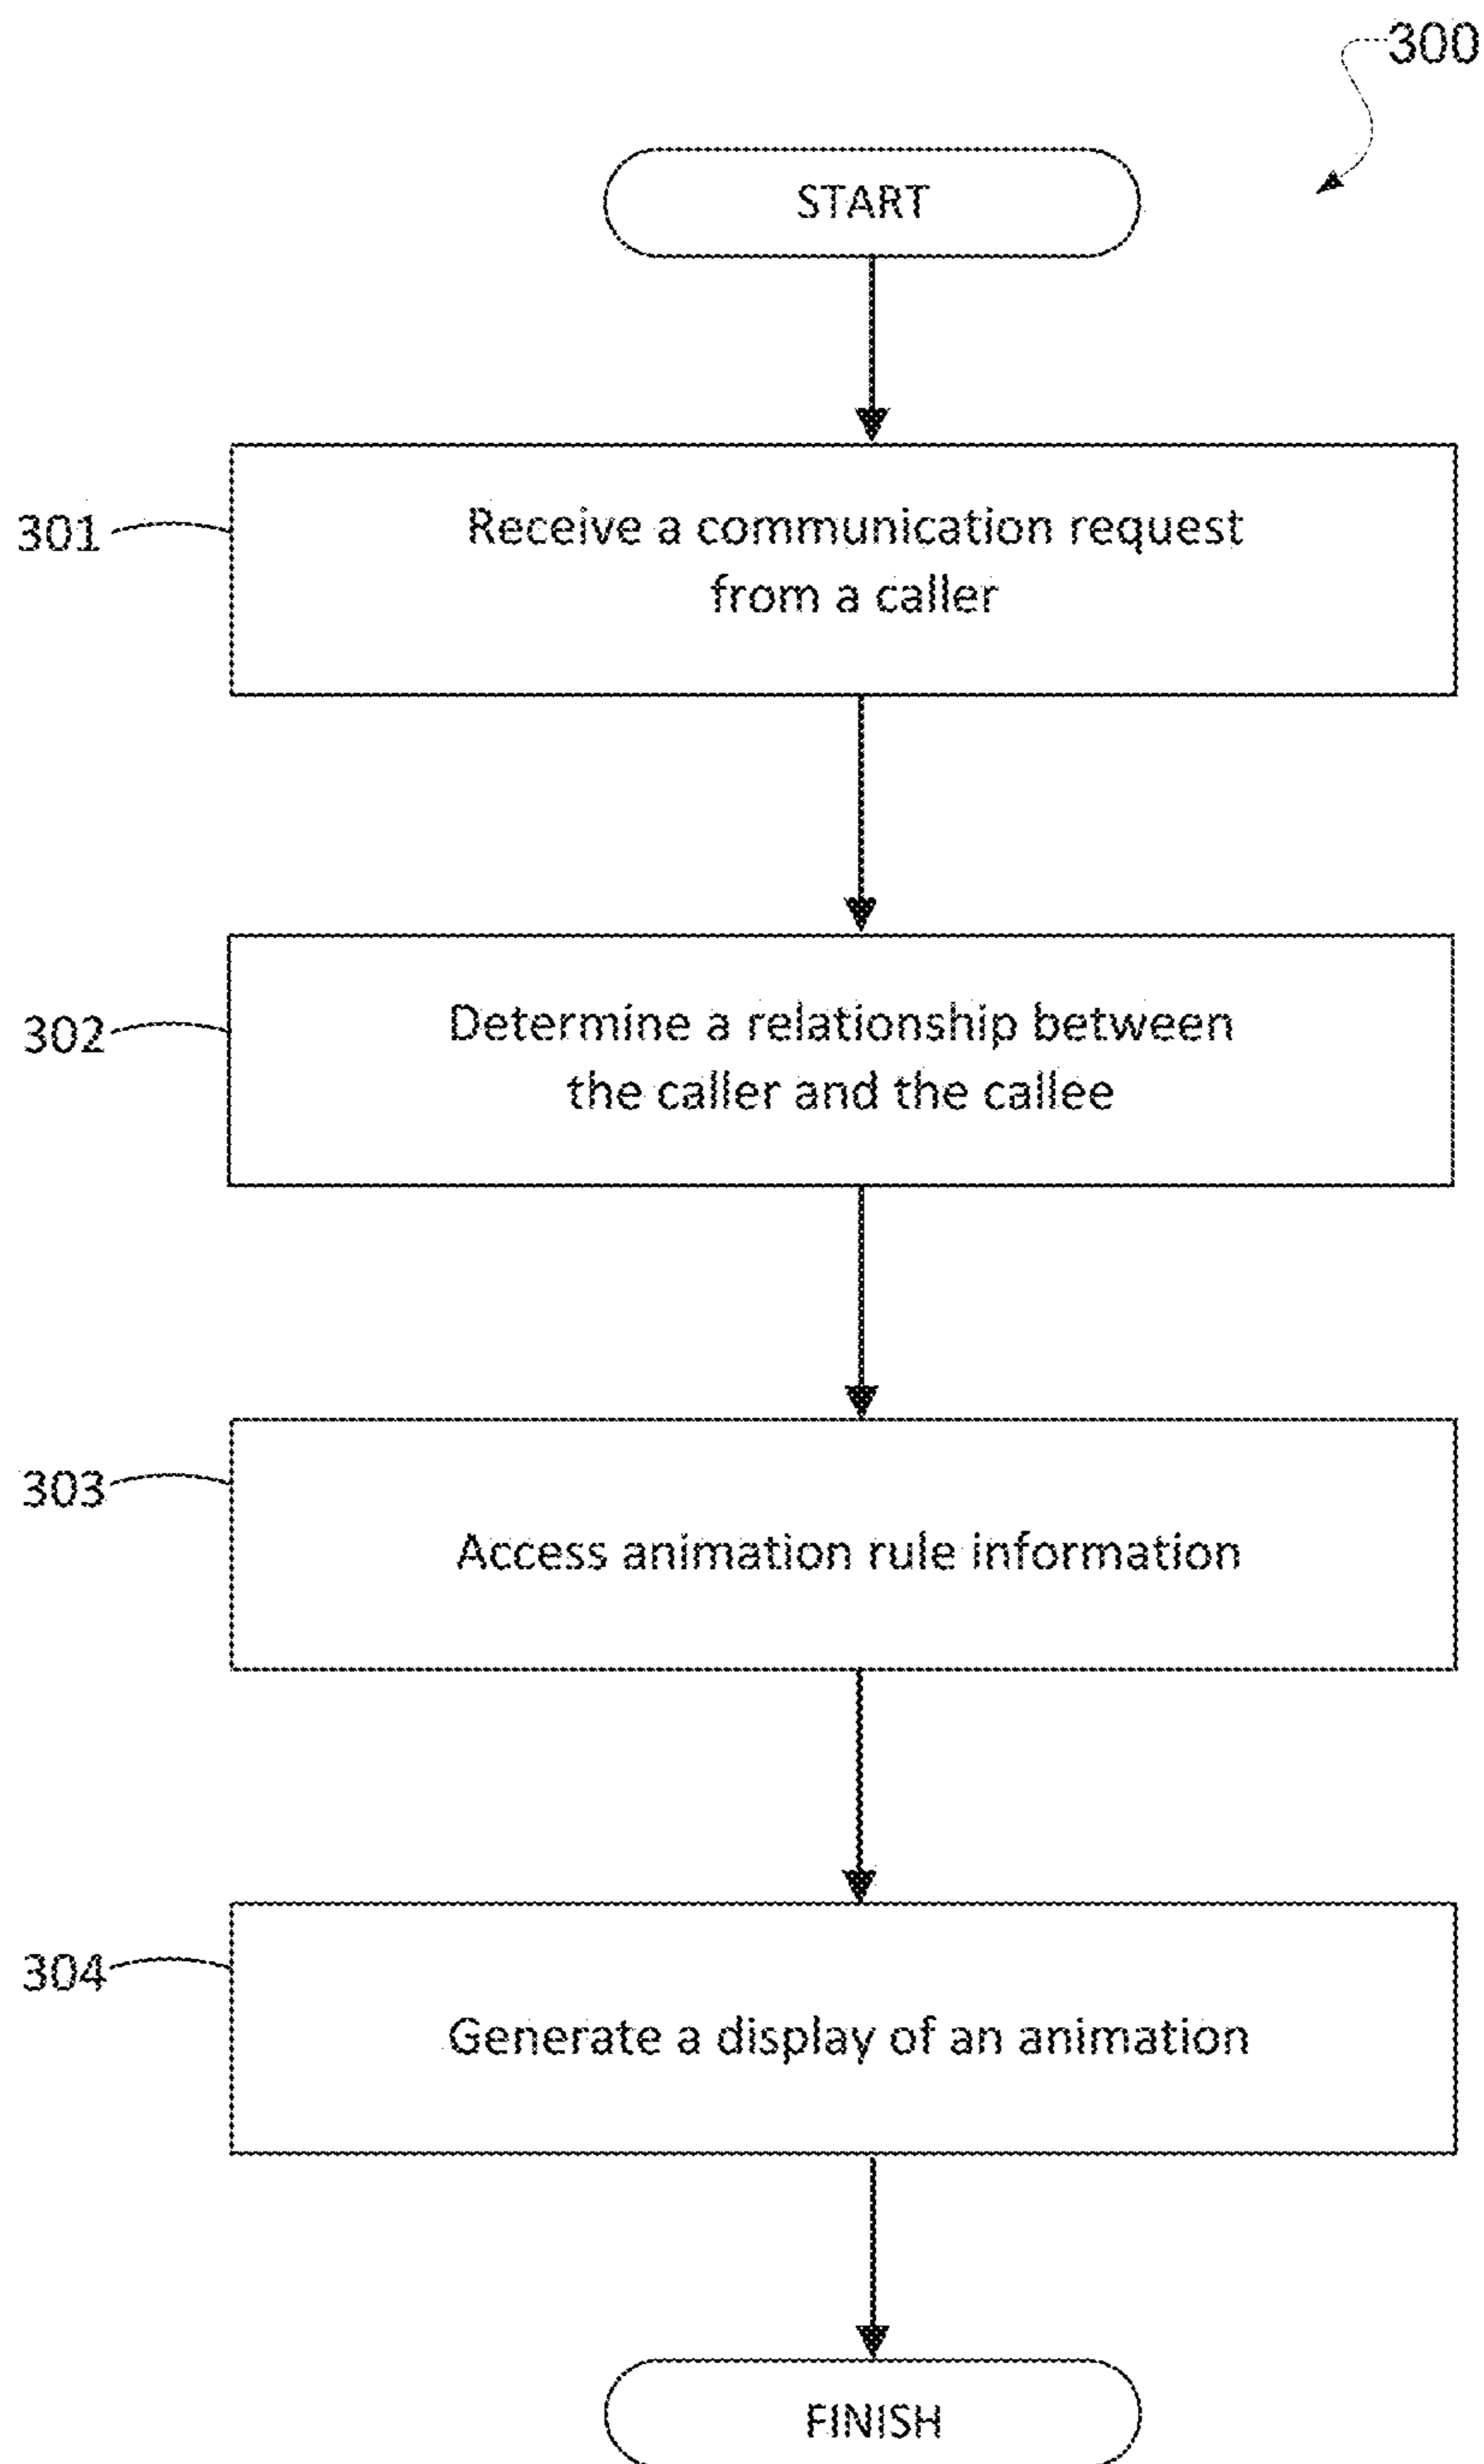 300
START
301
Receive a communication request
from a caller
302
Determine a relationship between
the caller and the callee
303
Access animation rule information
304
Generate a display of an animation
FINISH